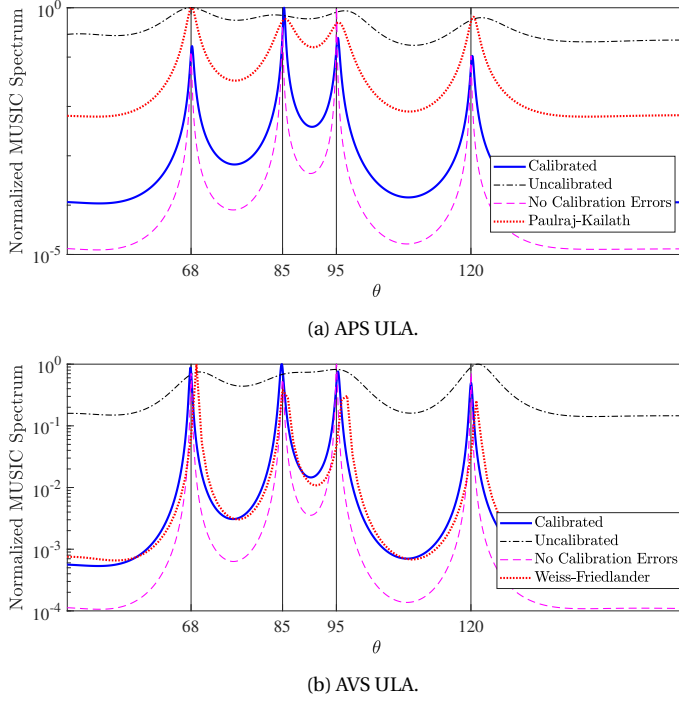 Normalized MUSIC Spectrum
10^0
10^-5
68
85
95
120
θ
Calibrated
Uncalibrated
No Calibration Errors
Paulraj-Kailath
(a) APS ULA.
Normalized MUSIC Spectrum
10^0
10^-1
10^-2
10^-3
10^-4
68
85
95
120
θ
Calibrated
Uncalibrated
No Calibration Errors
Weiss-Friedlander
(b) AVS ULA.